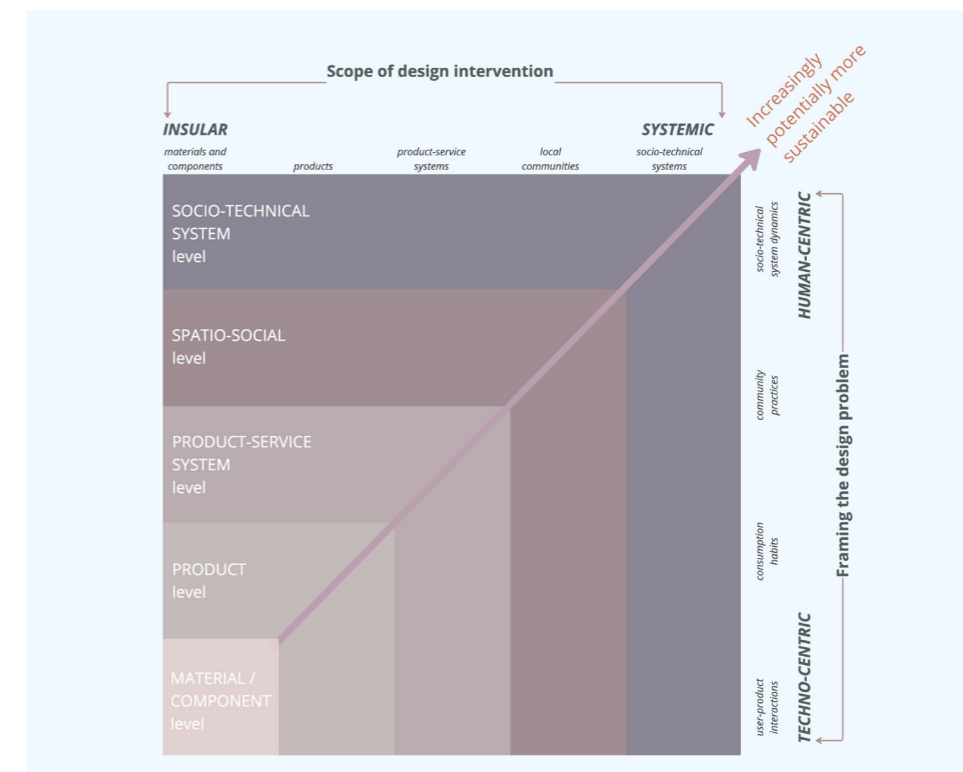 Scope of design intervention
Increasingly
potentially more
sustainable
INSULAR
SYSTEMIC
materials and
components
products
product-service
systems
local
communities
socio-technical
systems
SOCIO-TECHNICAL
SYSTEM
level
SPATIO-SOCIAL
level
PRODUCT-SERVICE
SYSTEM
level
PRODUCT
level
MATERIAL /
COMPONENT
level
socio-technical
system dynamics
community
practices
consumption
habits
user-product
interactions
HUMAN-CENTRIC
TECHNO-CENTRIC
Framing the design problem